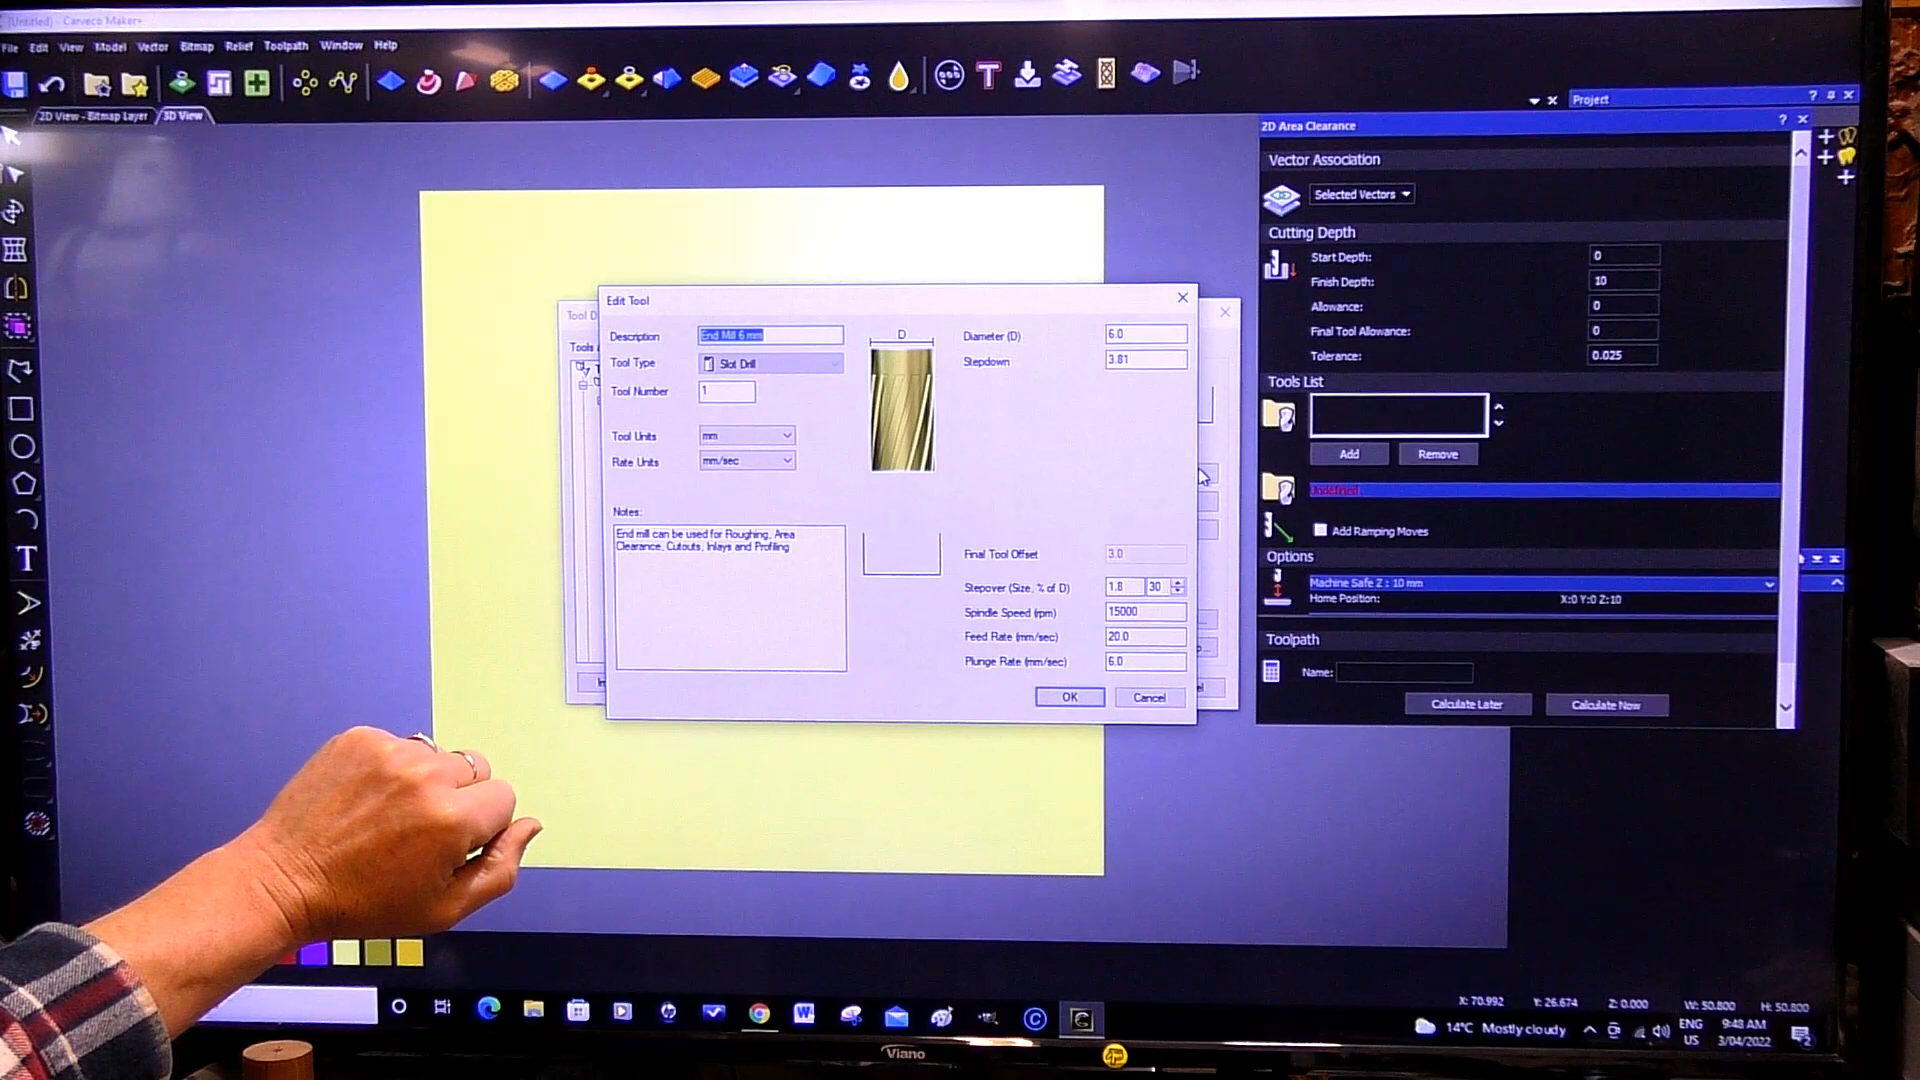 (Untitled) - Carveco Maker+
File Edit View Model Vector Bitmap Relief Toolpath Window Help
2D View - Bitmap Layer 3D View
Project
2D Area Clearance
Vector Association
Selected Vectors
Cutting Depth
Start Depth: 0
Finish Depth: 10
Allowance: 0
Final Tool Allowance: 0
Tolerance: 0.025
Tools List
Add Remove
Undefined
Add Ramping Moves
Options
Machine Safe Z : 10 mm
Home Position: X:0 Y:0 Z:10
Toolpath
Name:
Calculate Later Calculate Now
Tool D
Tools
Edit Tool
Description End Mill 6 mm
Tool Type Slot Drill
Tool Number 1
Tool Units mm
Rate Units mm/sec
D
Diameter (D) 6.0
Stepdown 3.81
Notes:
End mill can be used for Roughing, Area
Clearance, Cutouts, Inlays and Profiling
Final Tool Offset 3.0
Stepover (Size, % of D) 1.8 30
Spindle Speed (rpm) 15000
Feed Rate (mm/sec) 20.0
Plunge Rate (mm/sec) 6.0
OK Cancel
X: 70.992 Y: 26.674 Z: 0.000 W: 50.800 H: 50.800
14°C Mostly cloudy
ENG
US
9:48 AM
3/04/2022
Viano